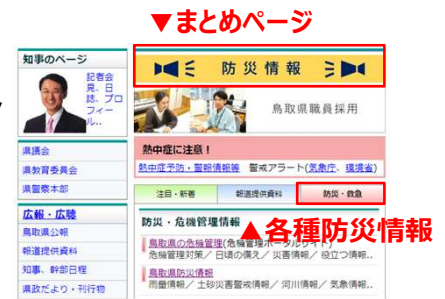 ▼まとめページ
知事のページ
記者会
見、日
誌、プロ
フィー
ル..
県議会
県教育委員会
県警察本部
広報・広聴
鳥取県公報
報道提供資料
知事、幹部日程
県政だより・刊行物
防災情報
鳥取県職員採用
熱中症に注意！
熱中症予防・警報情報等 警戒アラート(気象庁、環境省)
注目・新着
報道提供資料
防災・救急
防災・危機管理情報
▲各種防災情報
鳥取県の危機管理(危機管理ポータルサイト)
危機管理対策／ 日頃の備え／ 災害情報／ 役立つ情報..
鳥取県防災情報
雨量情報／ 土砂災害警戒情報／ 河川情報／ 気象情報..